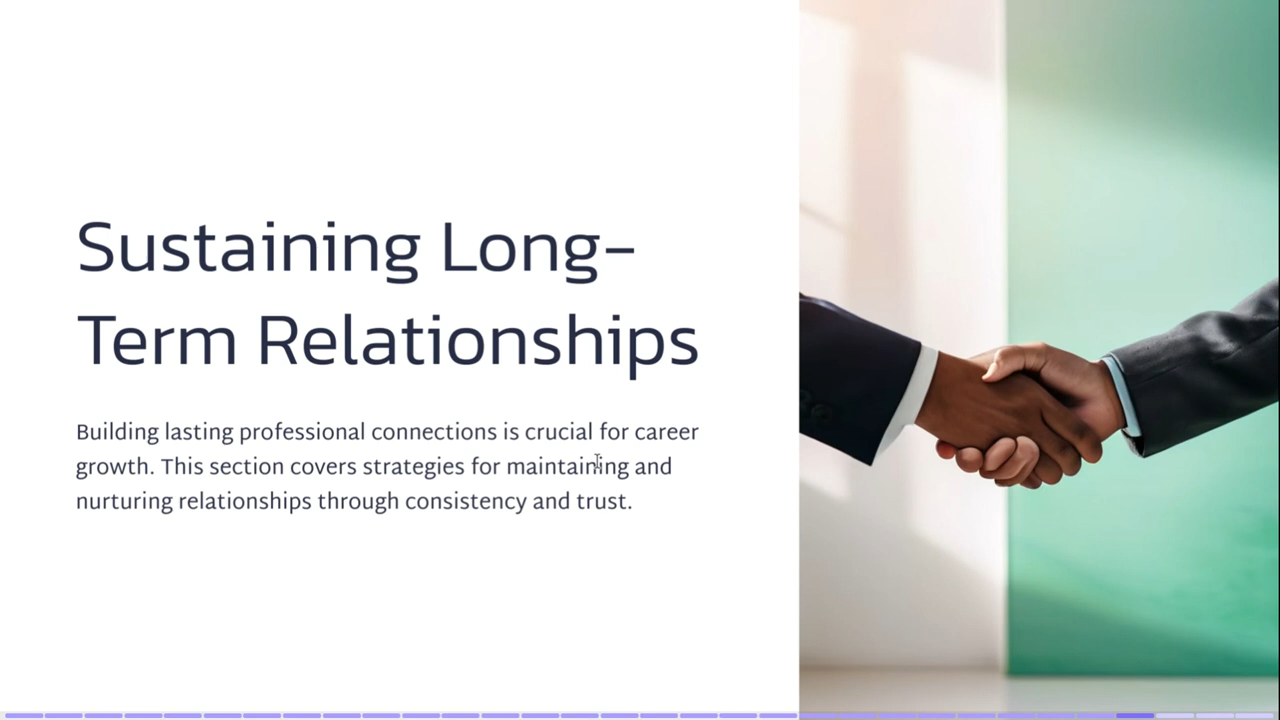 Sustaining Long-
Term Relationships
Building lasting professional connections is crucial for career
growth. This section covers strategies for maintaining and
nurturing relationships through consistency and trust.